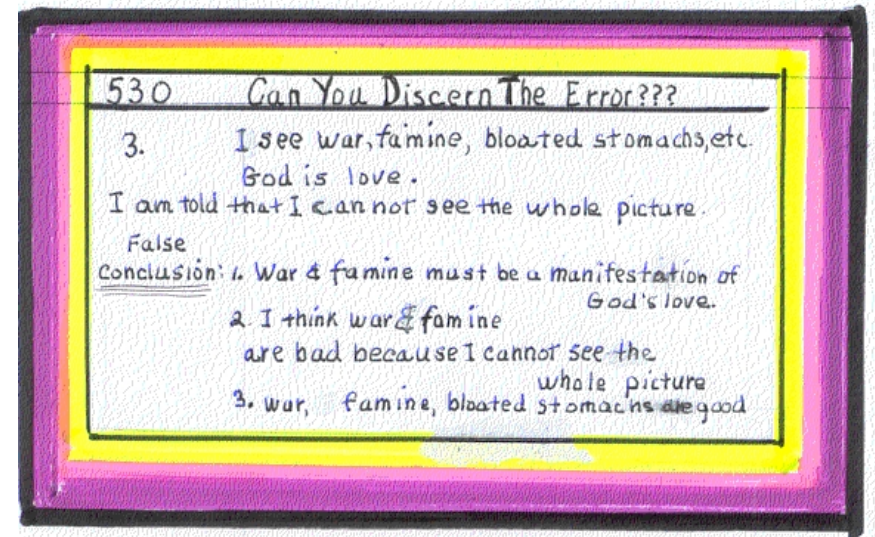 530 Can You Discern The Error???
3. I see war, famine, bloated stomachs, etc.
God is love.
I am told that I cannot see the whole picture.
False
Conclusion: 1. War & famine must be a manifestation of
God's love.
2. I think war & famine
are bad because I cannot see the
whole picture
3. war, famine, bloated stomachs are good